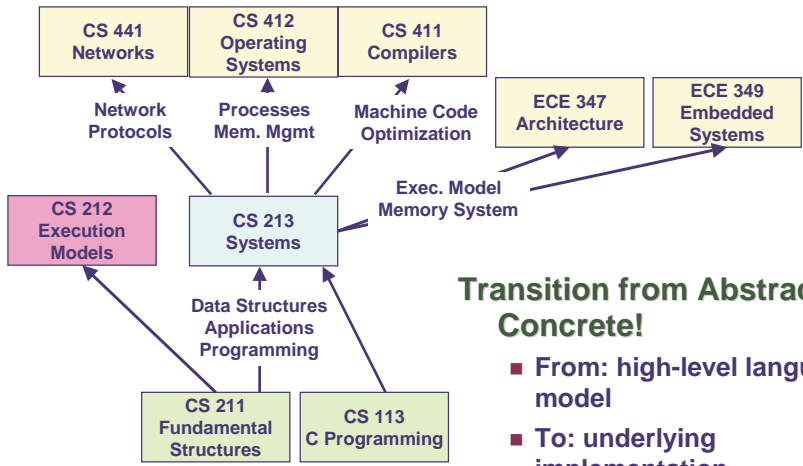 CS 441
Networks
CS 412
Operating
Systems
CS 411
Compilers
ECE 347
Architecture
ECE 349
Embedded
Systems
Network
Protocols
Processes
Mem. Mgmt
Machine Code
Optimization
Exec. Model
Memory System
CS 212
Execution
Models
CS 213
Systems
Data Structures
Applications
Programming
CS 211
Fundamental
Structures
CS 113
C Programming
Transition from
Concrete!
■ From: high-level
model
■ To: underlying